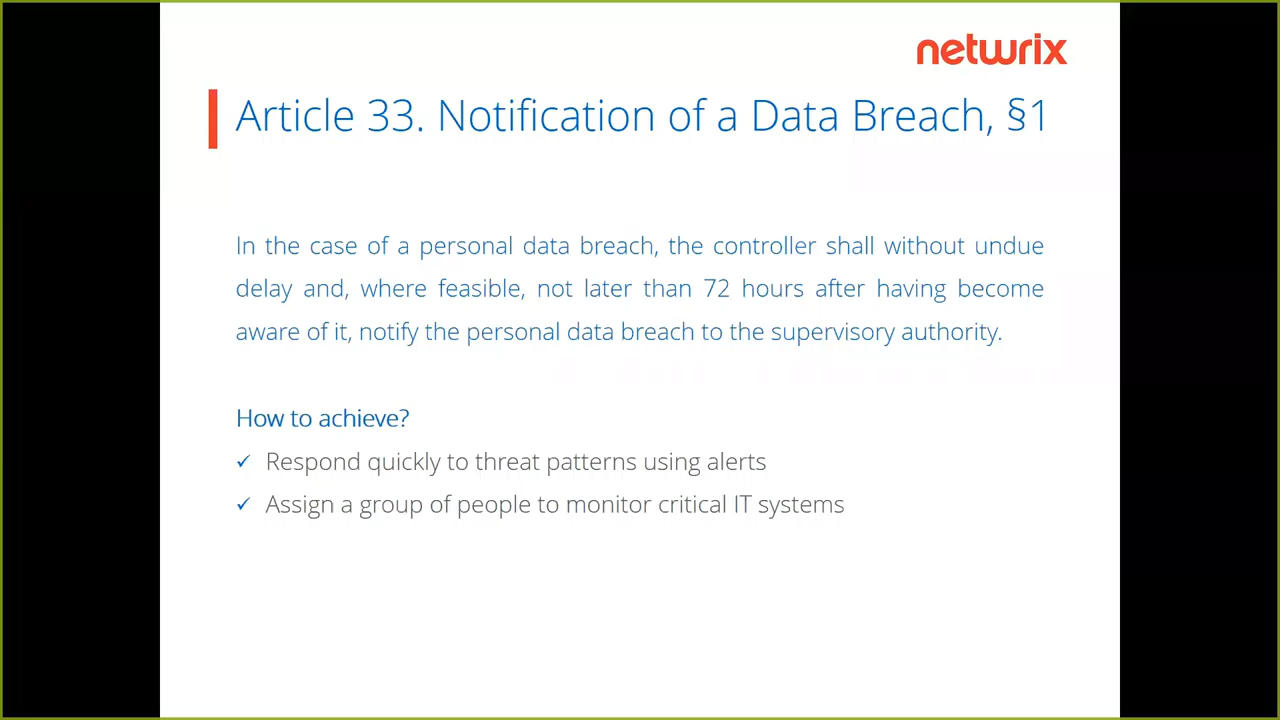 netwrix
Article 33. Notification of a Data Breach, §1
In the case of a personal data breach, the controller shall without undue
delay and, where feasible, not later than 72 hours after having become
aware of it, notify the personal data breach to the supervisory authority.
How to achieve?
✓ Respond quickly to threat patterns using alerts
✓ Assign a group of people to monitor critical IT systems